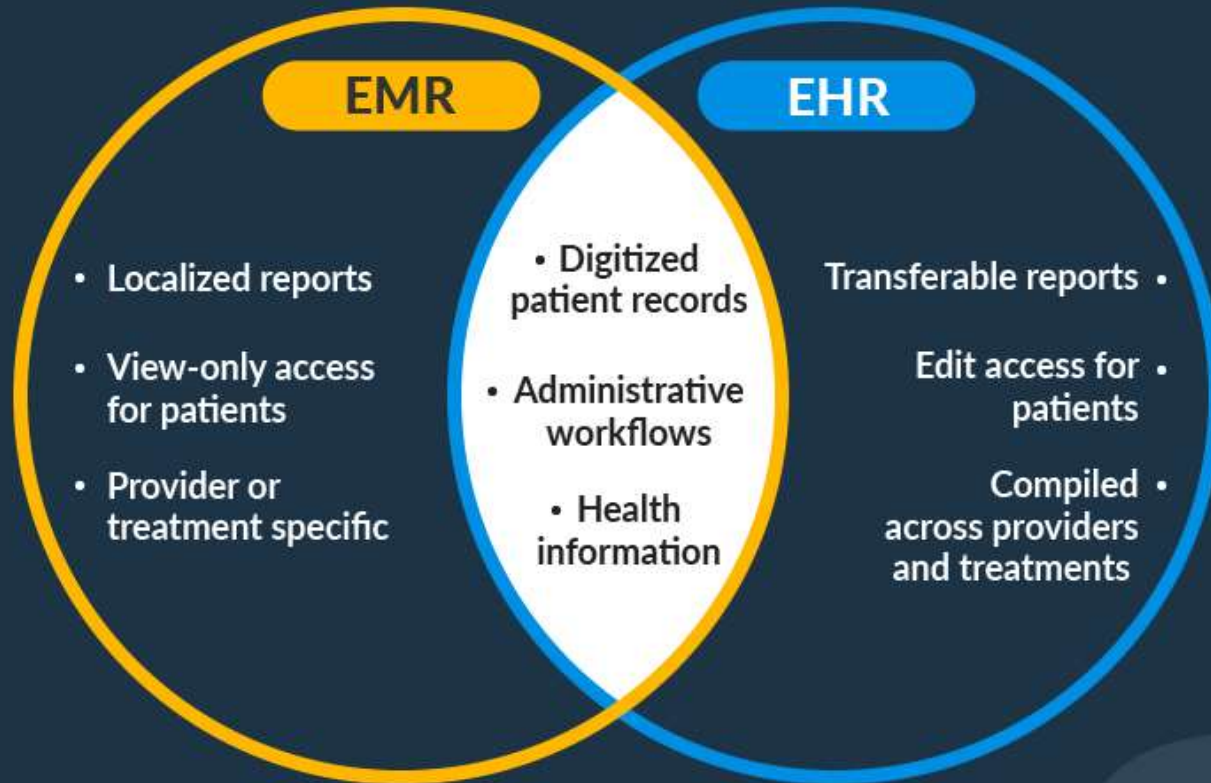 EMR
• Localized reports
• View-only access
for patients
• Provider or
treatment specific
• Digitized
patient records
• Administrative
workflows
• Health
information
EHR
Transferable reports •
Edit access for •
patients
Compiled •
across providers
and treatments